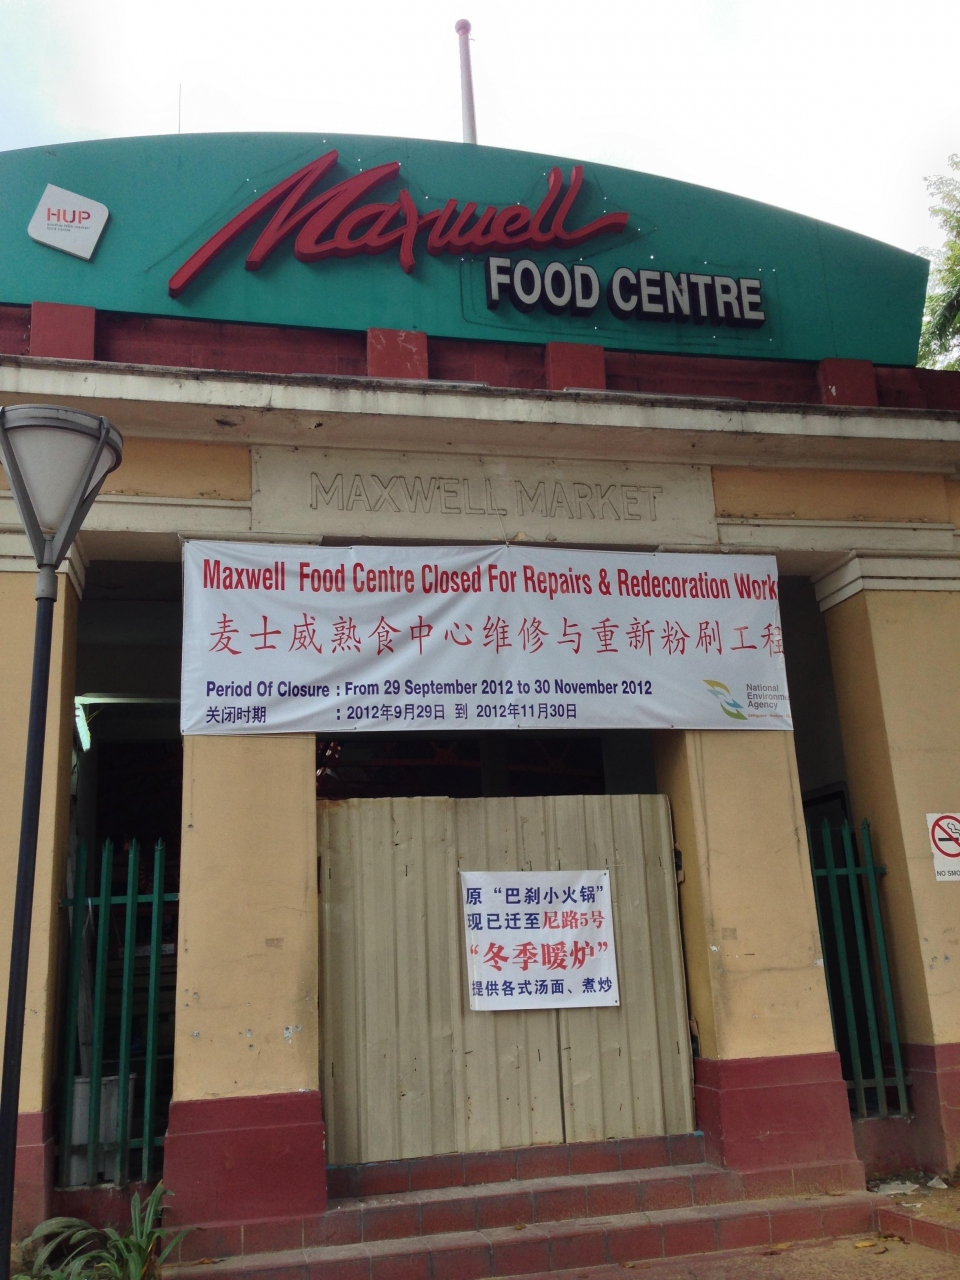 HUP
Maxwell
FOOD CENTRE
MAXWELL MARKET
Maxwell Food Centre Closed For Repairs & Redecoration Work
麦士威熟食中心维修与重新粉刷工程
Period Of Closure : From 29 September 2012 to 30 November 2012
关闭时期 : 2012年9月29日 到 2012年11月30日
National
Environm
Agency
原“巴刹小火锅”
现已迁至尼路5号
“冬季暖炉”
提供各式汤面、煮炒
NO SMO